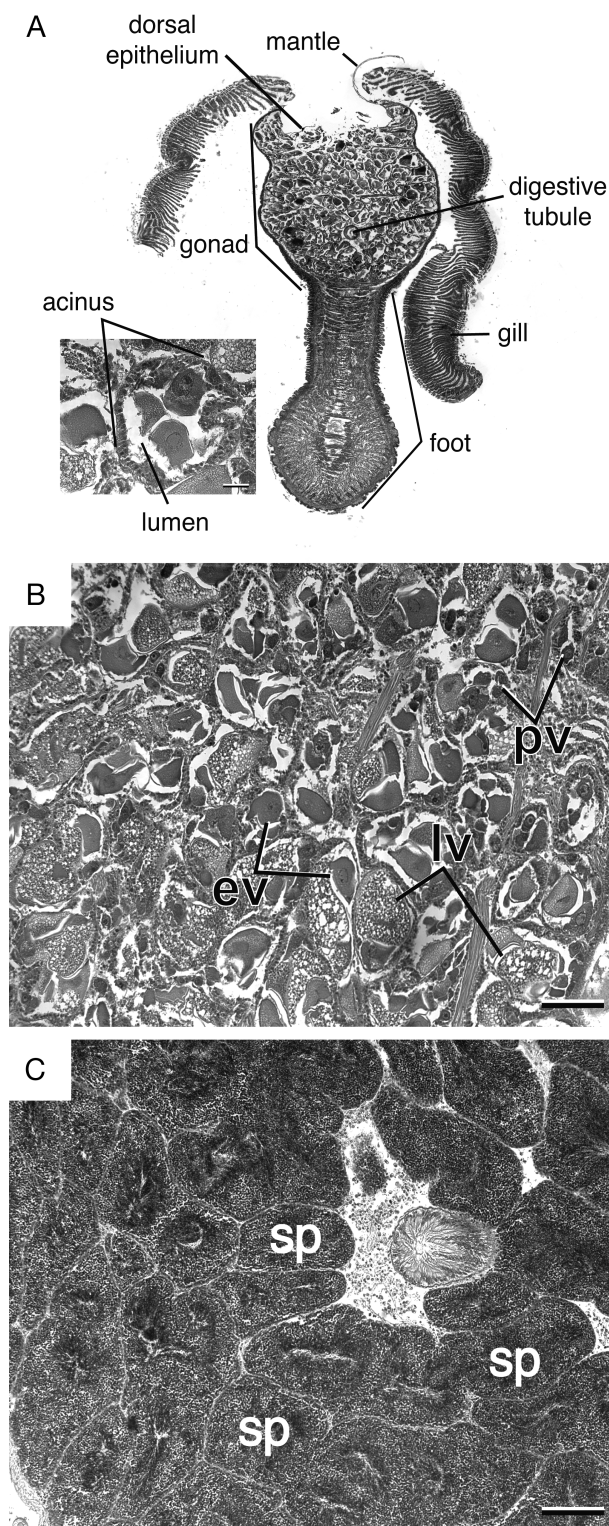 A
dorsal
epithelium
mantle
digestive
tubule
gonad
acinus
gill
foot
lumen
B
pv
lv
ev
C
sp
sp
sp